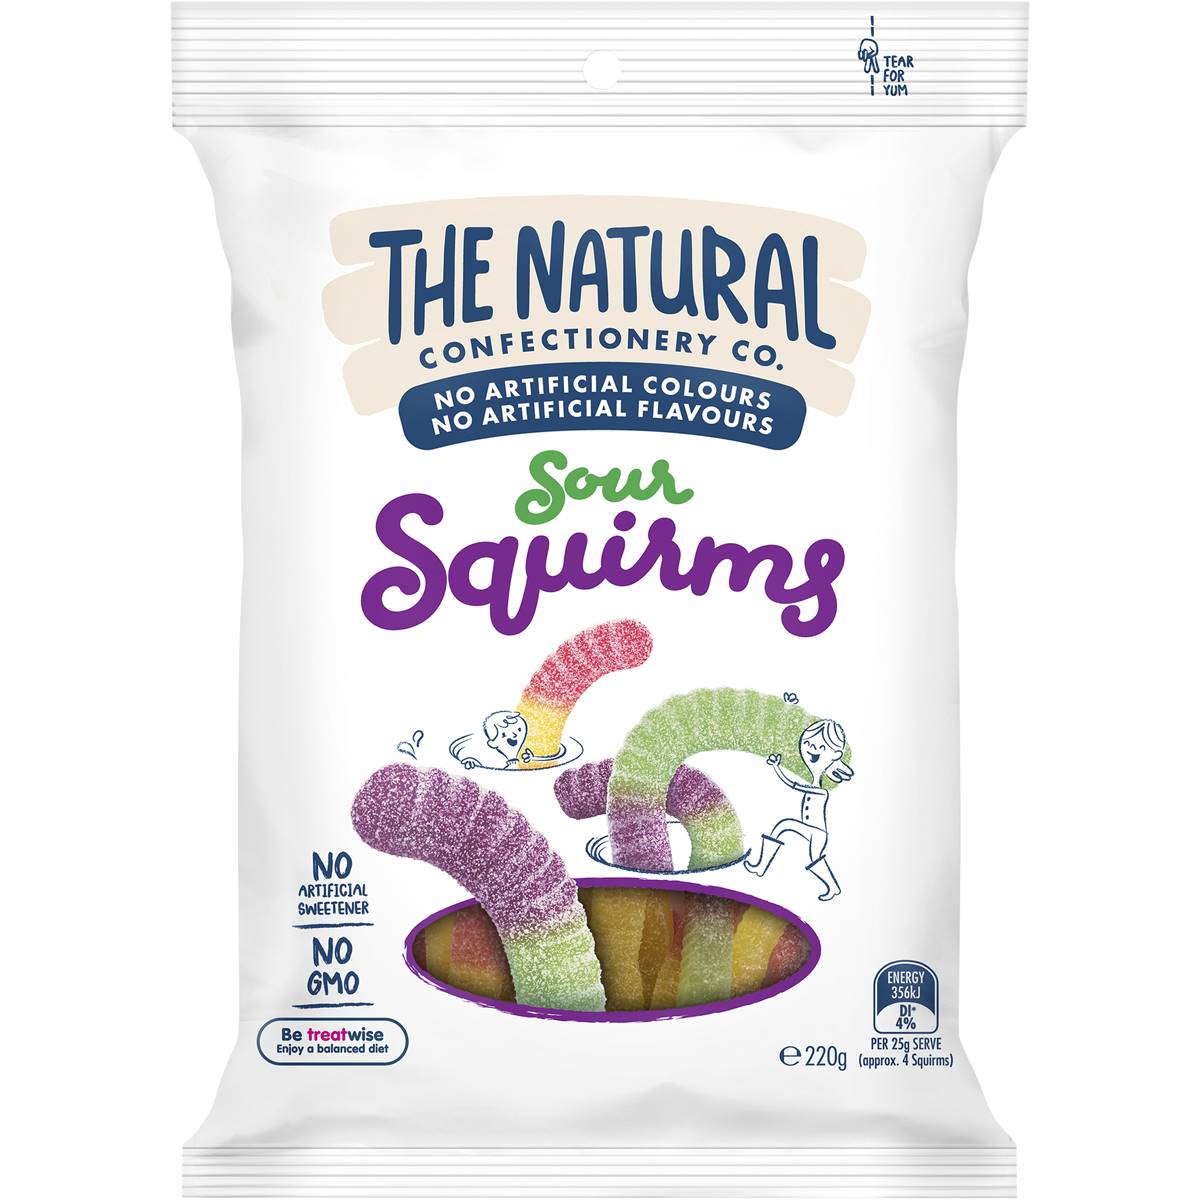 TEAR
FOR
YUM
THE NATURAL
CONFECTIONERY CO.
NO ARTIFICIAL COLOURS
NO ARTIFICIAL FLAVOURS
Sour
Squirms
NO
ARTIFICIAL
SWEETENER
NO
GMO
Be treatwise
Enjoy a balanced diet
ENERGY
356kJ
DI*
4%
PER 25g SERVE
(approx. 4 Squirms)
℮220g